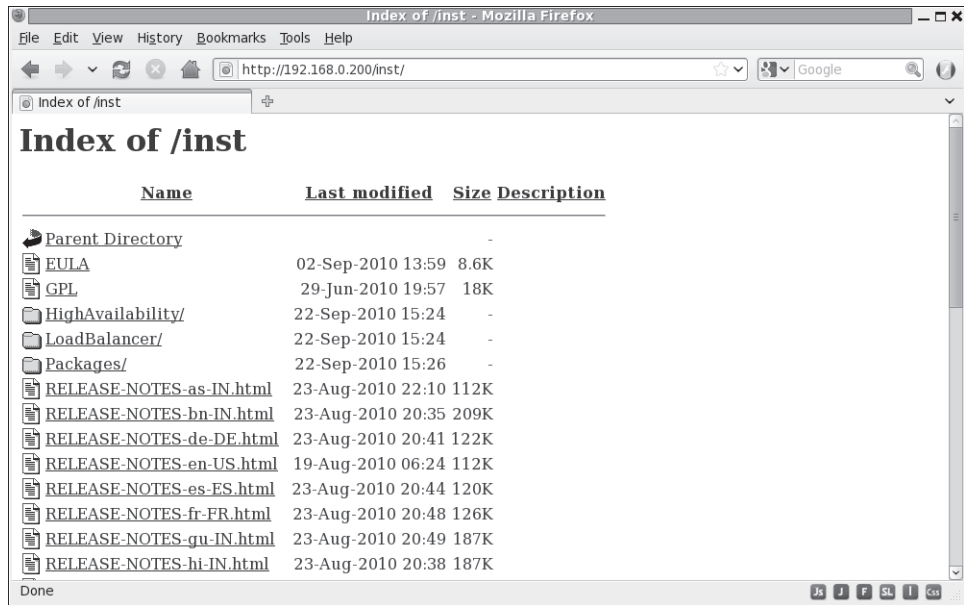 Index of /inst - Mozilla Firefox
File Edit View History Bookmarks Tools Help
http://192.168.0.200/inst/ Google
Index of /inst
Index of /inst
Name Last modified Size Description
Parent Directory -
EULA 02-Sep-2010 13:59 8.6K
GPL 29-Jun-2010 19:57 18K
HighAvailability/ 22-Sep-2010 15:24 -
LoadBalancer/ 22-Sep-2010 15:24 -
Packages/ 22-Sep-2010 15:26 -
RELEASE-NOTES-as-IN.html 23-Aug-2010 22:10 112K
RELEASE-NOTES-bn-IN.html 23-Aug-2010 20:35 209K
RELEASE-NOTES-de-DE.html 23-Aug-2010 20:41 122K
RELEASE-NOTES-en-US.html 19-Aug-2010 06:24 112K
RELEASE-NOTES-es-ES.html 23-Aug-2010 20:44 120K
RELEASE-NOTES-fr-FR.html 23-Aug-2010 20:48 126K
RELEASE-NOTES-gu-IN.html 23-Aug-2010 20:49 187K
RELEASE-NOTES-hi-IN.html 23-Aug-2010 20:38 187K
Done Js J F SL I Css